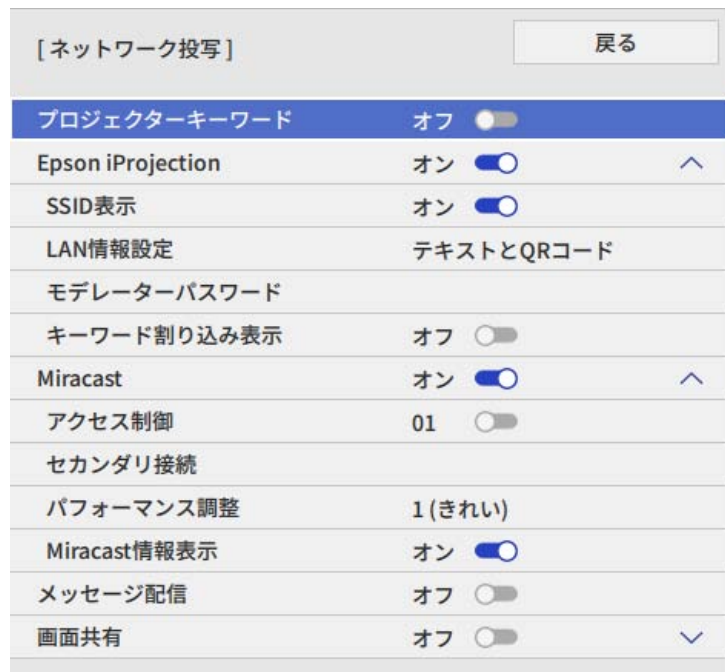 [ネットワーク投写] 戻る
プロジェクターキーワード オフ
Epson iProjection オン
SSID表示 オン
LAN情報設定 テキストとQRコード
モデレーターパスワード
キーワード割り込み表示 オフ
Miracast オン
アクセス制御 01
セカンダリ接続
パフォーマンス調整 1 (きれい)
Miracast情報表示 オン
メッセージ配信 オフ
画面共有 オフ